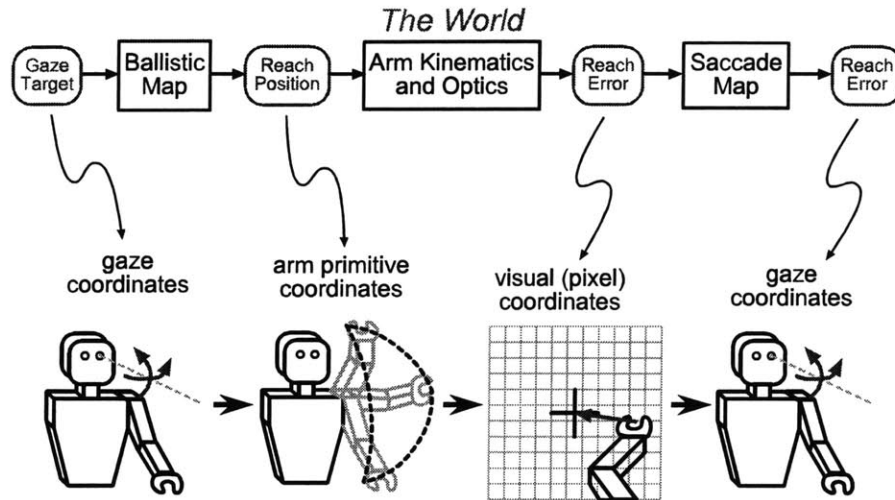 The World
Gaze
Target
Ballistic
Map
Reach
Position
Arm Kinematics
and Optics
Reach
Error
Saccade
Map
Reach
Error
gaze
coordinates
arm primitive
coordinates
visual (pixel)
coordinates
gaze
coordinates